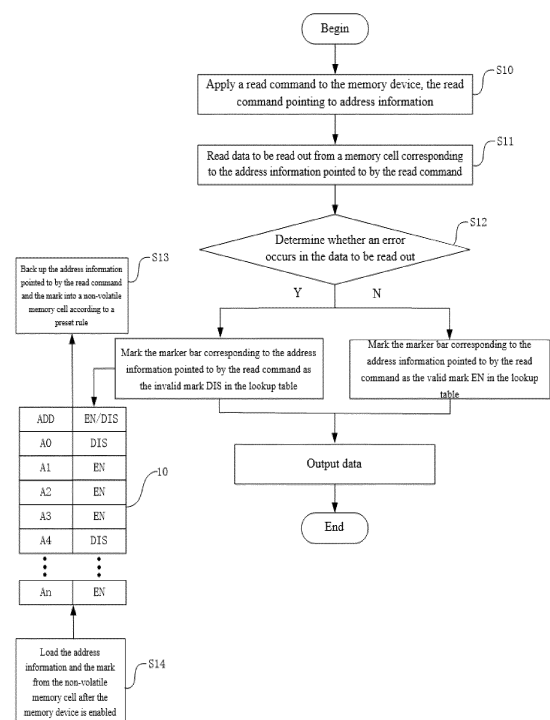 Begin
S10
Apply a read command to the memory device, the read
command pointing to address information
S11
Read data to be read out from a memory cell corresponding
to the address information pointed to by the read command
S12
Determine whether an error
occurs in the data to be read out
Y N
S13
Back up the address information
pointed to by the read command
and the mark into a non-volatile
memory cell according to a
preset rule
Mark the marker bar corresponding to the address
information pointed to by the read command as
the invalid mark DIS in the lookup table
Mark the marker bar corresponding to the
address information pointed to by the read
command as the valid mark EN in the lookup
table
ADD EN/DIS
A0 DIS
A1 EN
A2 EN
A3 EN
A4 DIS
An EN
10
Output data
End
S14
Load the address
information and the mark
from the non-volatile
memory cell after the
memory device is enabled